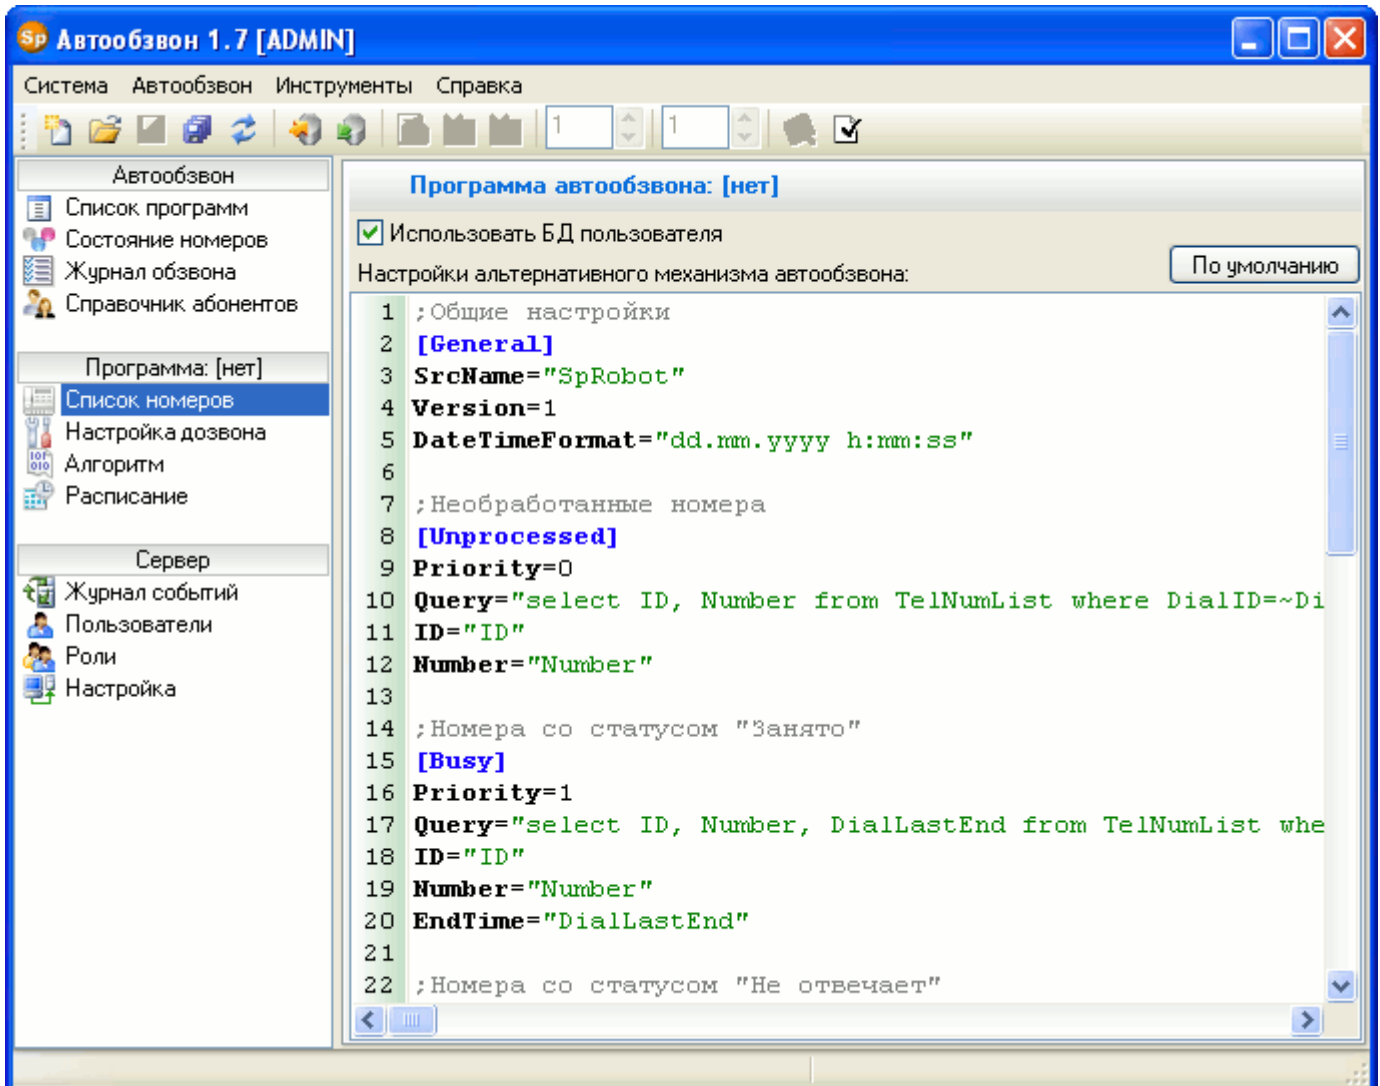 Sp Автообзвон 1.7 [ADMIN]
Система Автообзвон Инструменты Справка
1 1
Автообзвон
Список программ
Состояние номеров
Журнал обзвона
Справочник абонентов
Программа: [нет]
Список номеров
Настройка дозвона
Алгоритм
Расписание
Сервер
Журнал событий
Пользователи
Роли
Настройка
Программа автообзвона: [нет]
Использовать БД пользователя
Настройки альтернативного механизма автообзвона:
По умолчанию
1 ;Общие настройки
2 [General]
3 SrcName="SpRobot"
4 Version=1
5 DateTimeFormat="dd.mm.yyyy h:mm:ss"
6
7 ;Необработанные номера
8 [Unprocessed]
9 Priority=0
10 Query="select ID, Number from TelNumList where DialID=~Di
11 ID="ID"
12 Number="Number"
13
14 ;Номера со статусом "Занято"
15 [Busy]
16 Priority=1
17 Query="select ID, Number, DialLastEnd from TelNumList whe
18 ID="ID"
19 Number="Number"
20 EndTime="DialLastEnd"
21
22 ;Номера со статусом "Не отвечает"